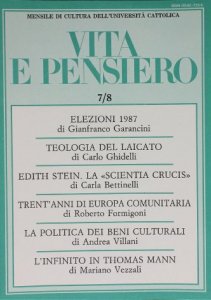 MENSILE DI CULTURA DELL'UNIVERSITÀ CATTOLICA
VITA
E PENSIERO
7/8
ELEZIONI 1987
di Gianfranco Garancini
TEOLOGIA DEL LAICATO
di Carlo Ghidelli
EDITH STEIN. LA «SCIENTIA CRUCIS»
di Carla Bettinelli
TRENT'ANNI DI EUROPA COMUNITARIA
di Roberto Formigoni
LA POLITICA DEI BENI CULTURALI
di Andrea Villani
L'INFINITO IN THOMAS MANN
di Mariano Vezzali